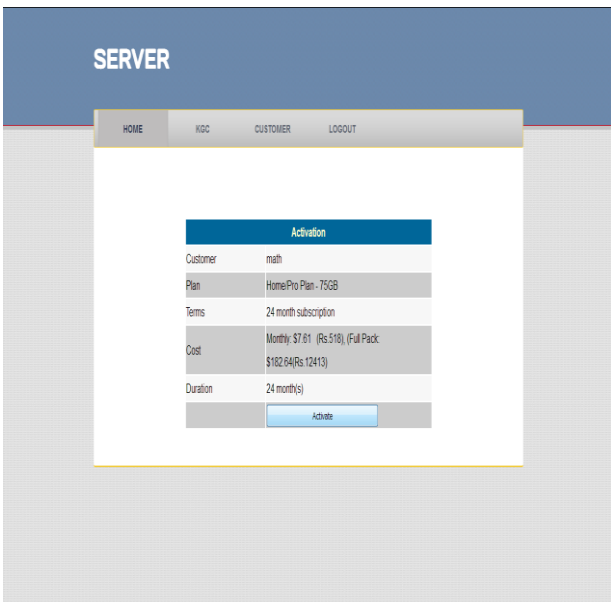 SERVER
HOME KGC CUSTOMER LOGOUT
Activation
Customer math
Plan Home/Pro Plan - 75GB
Terms 24 month subscription
Cost Monthly: $7.61 (Rs.518), (Full Pack:
$182.64(Rs.12413)
Duration 24 month(s)
Activate